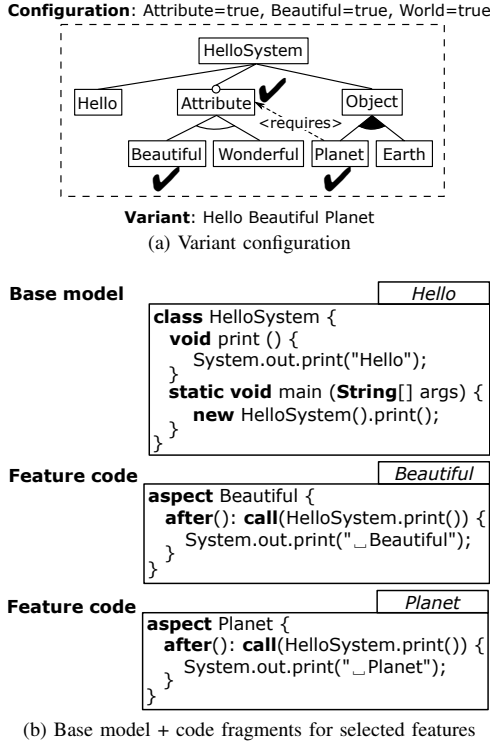 Configuration: Attribute=true, Beautiful=true, World=true
HelloSystem
Hello
Attribute
Object
<requires>
Beautiful
Wonderful
Planet
Earth
Variant: Hello Beautiful Planet
(a) Variant configuration
Base model
Hello
class HelloSystem {
void print () {
System.out.print("Hello");
}
static void main (String[] args) {
new HelloSystem().print();
}
}
Feature code
Beautiful
aspect Beautiful {
after(): call(HelloSystem.print()) {
System.out.print("␣Beautiful");
}
}
Feature code
Planet
aspect Planet {
after(): call(HelloSystem.print()) {
System.out.print("␣Planet");
}
}
(b) Base model + code fragments for selected features